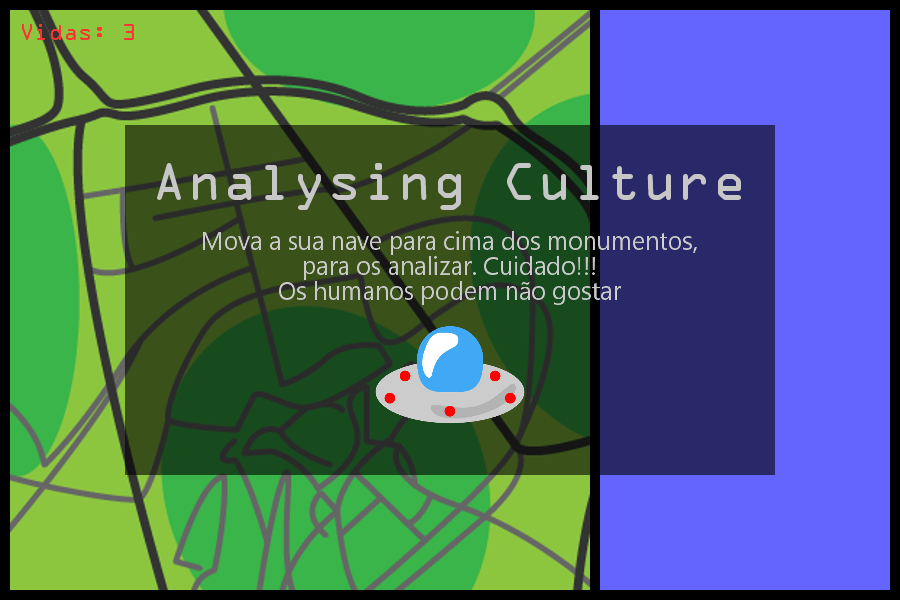 Vidas: 3
Analysing Culture
Mova a sua nave para cima dos monumentos,
para os analizar. Cuidado!!!
Os humanos podem não gostar